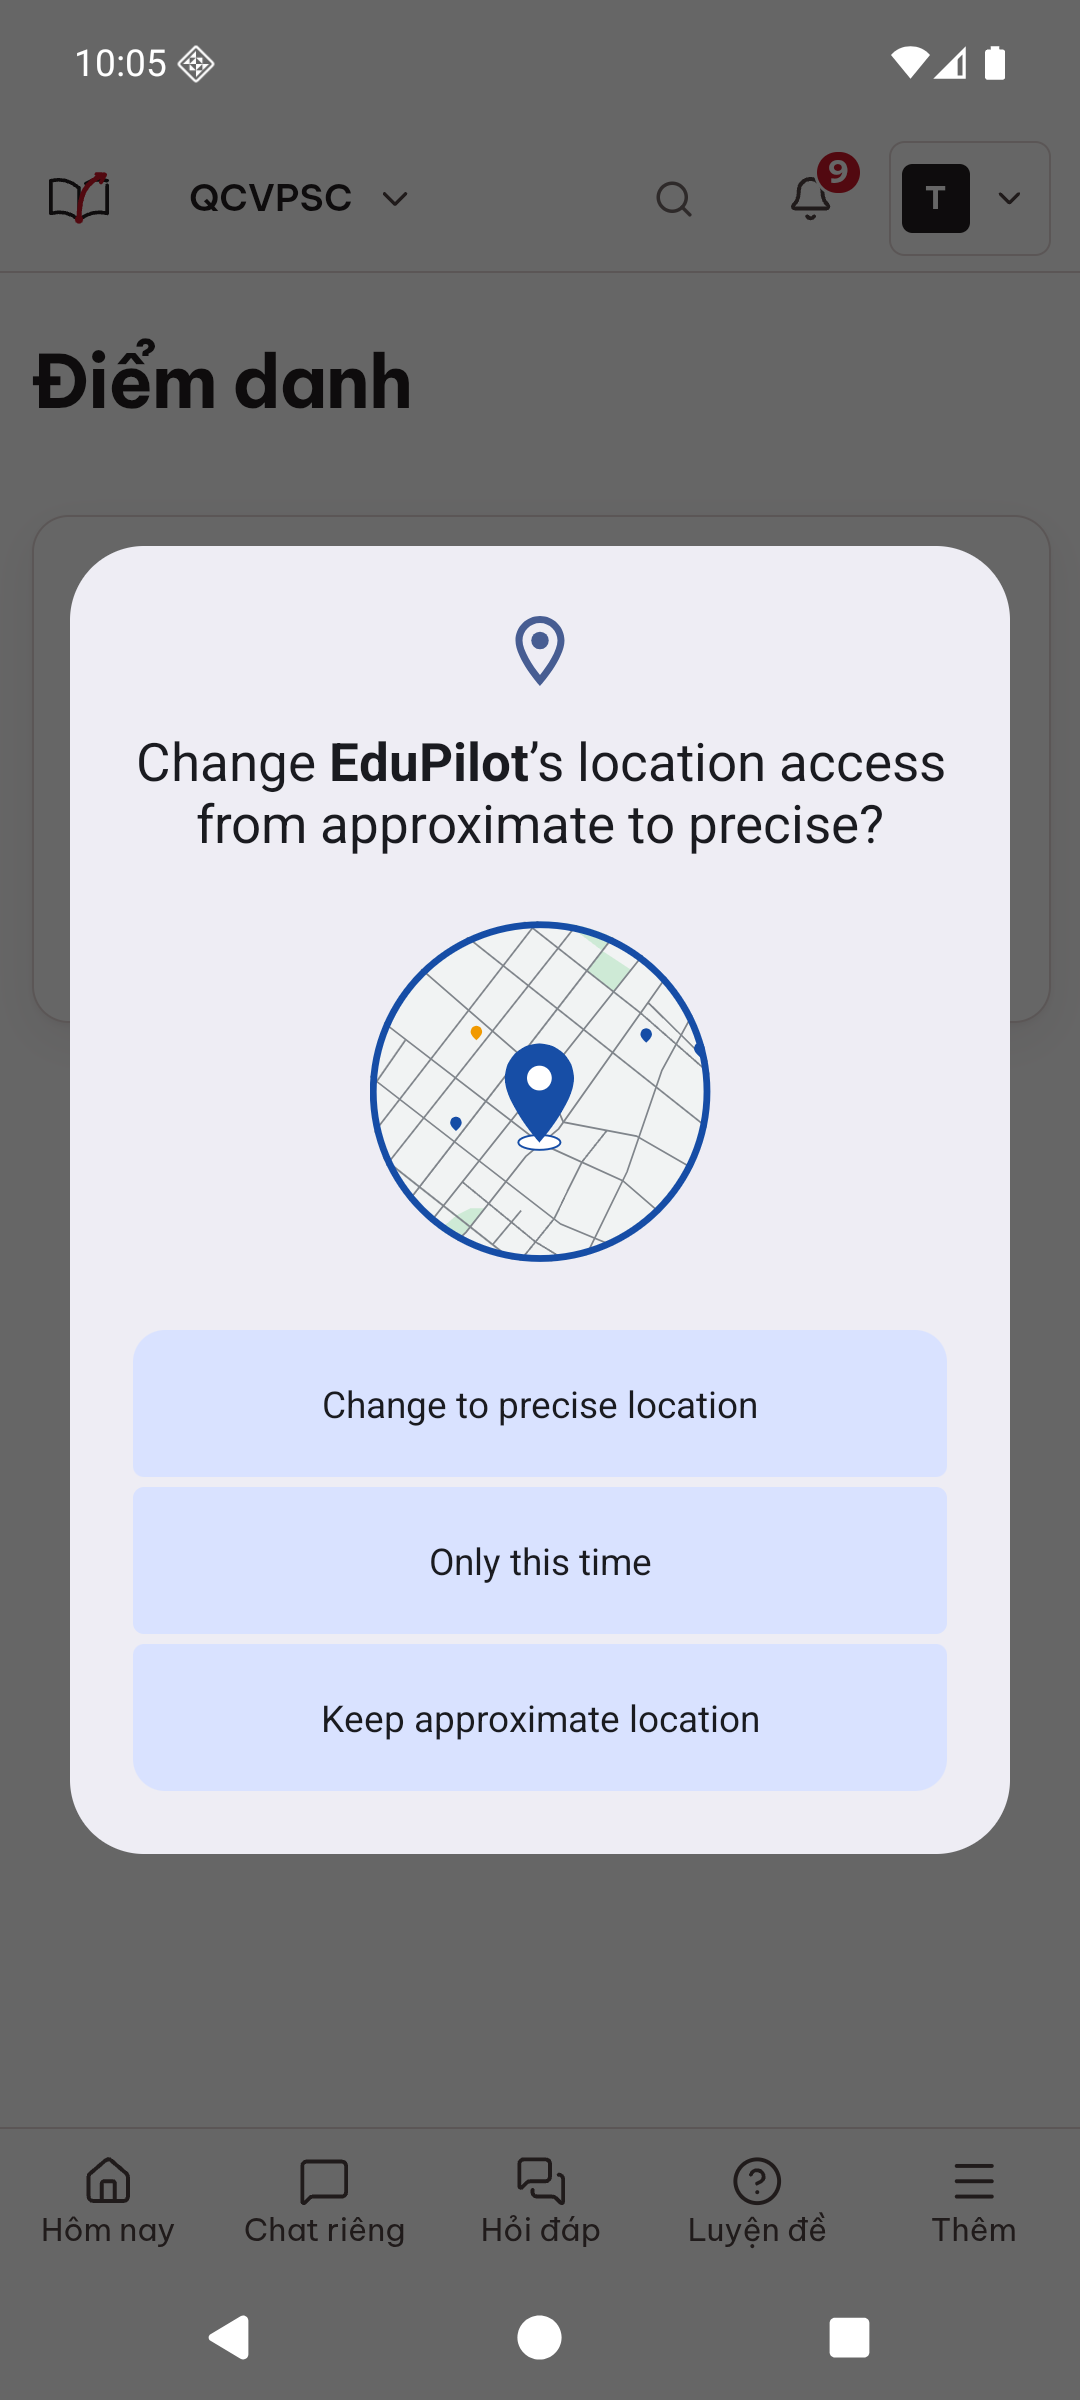 10:05
QCVPSC
9
T
Điểm danh
Change EduPilot’s location access
from approximate to precise?
Change to precise location
Only this time
Keep approximate location
Hôm nay
Chat riêng
Hỏi đáp
Luyện đề
Thêm